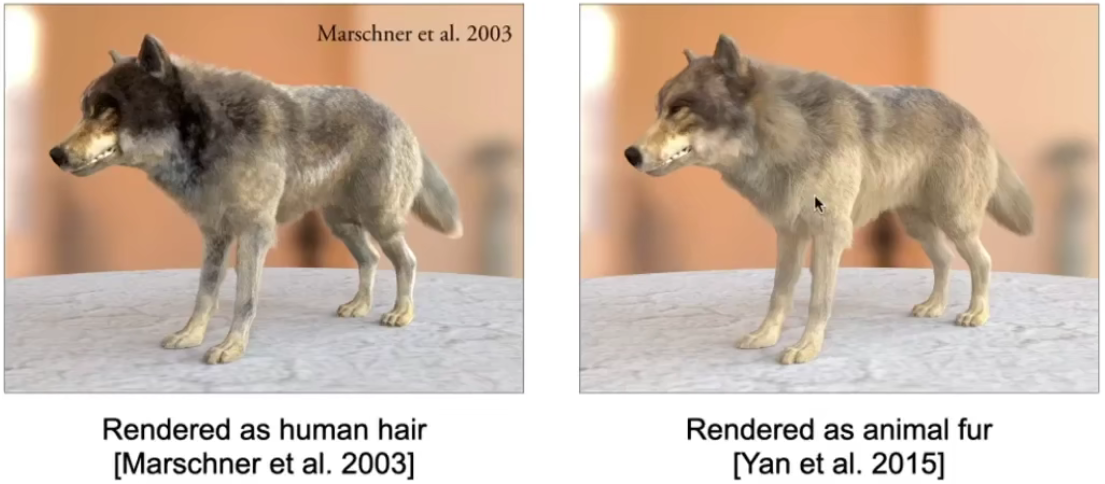 Marschner et al. 2003
Rendered as human hair
[Marschner et al. 2003]
Rendered as animal fur
[Yan et al. 2015]